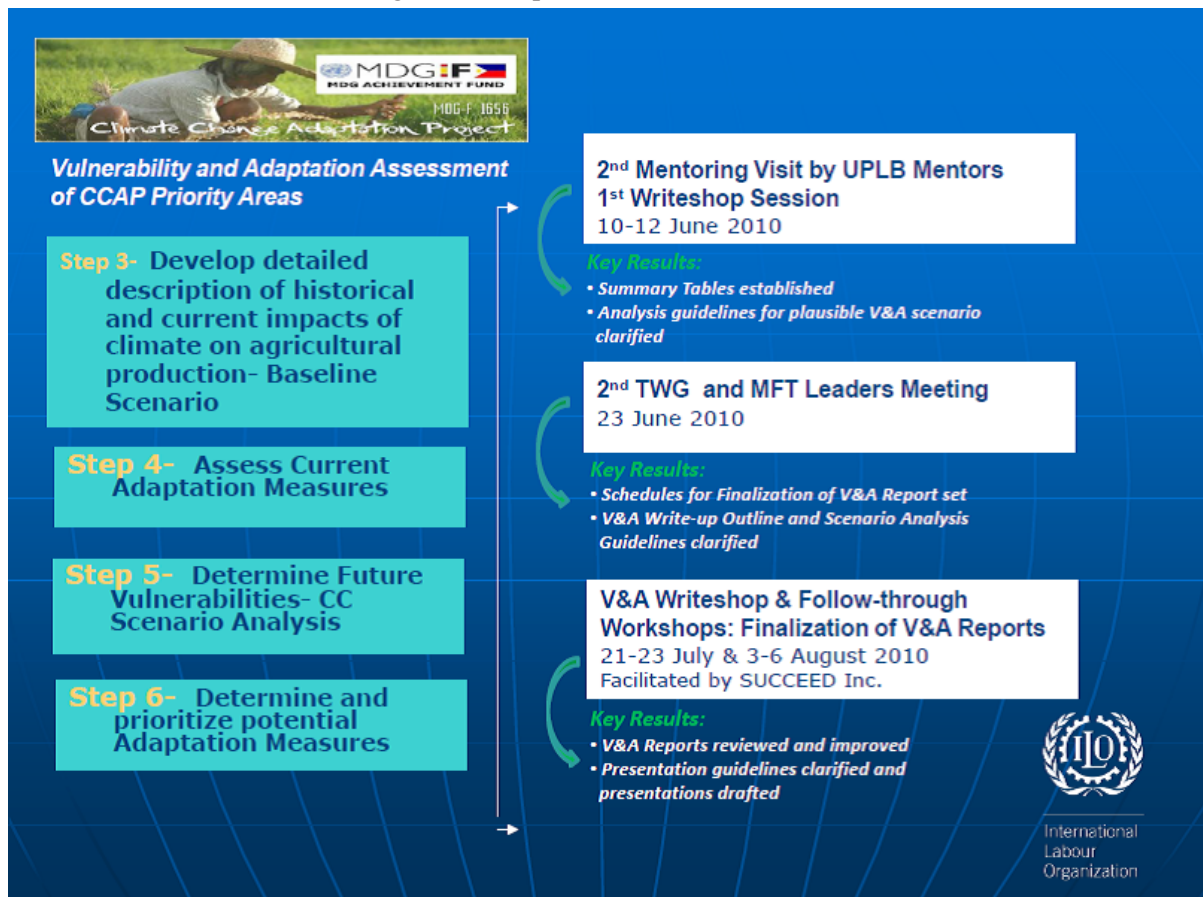 MDG:F
MDG ACHIEVEMENT FUND
MDG-F 1656
Climate Change Adaptation Project
Vulnerability and Adaptation Assessment
of CCAP Priority Areas
Step 3- Develop detailed
description of historical
and current impacts of
climate on agricultural
production- Baseline
Scenario
Step 4- Assess Current
Adaptation Measures
Step 5- Determine Future
Vulnerabilities- CC
Scenario Analysis
Step 6- Determine and
prioritize potential
Adaptation Measures
2nd Mentoring Visit by UPLB Mentors
1st Writeshop Session
10-12 June 2010
Key Results:
• Summary Tables established
• Analysis guidelines for plausible V&A scenario
clarified
2nd TWG and MFT Leaders Meeting
23 June 2010
Key Results:
• Schedules for Finalization of V&A Report set
• V&A Write-up Outline and Scenario Analysis
Guidelines clarified
V&A Writeshop & Follow-through
Workshops: Finalization of V&A Reports
21-23 July & 3-6 August 2010
Facilitated by SUCCEED Inc.
Key Results:
• V&A Reports reviewed and improved
• Presentation guidelines clarified and
presentations drafted
ILO
International
Labour
Organization